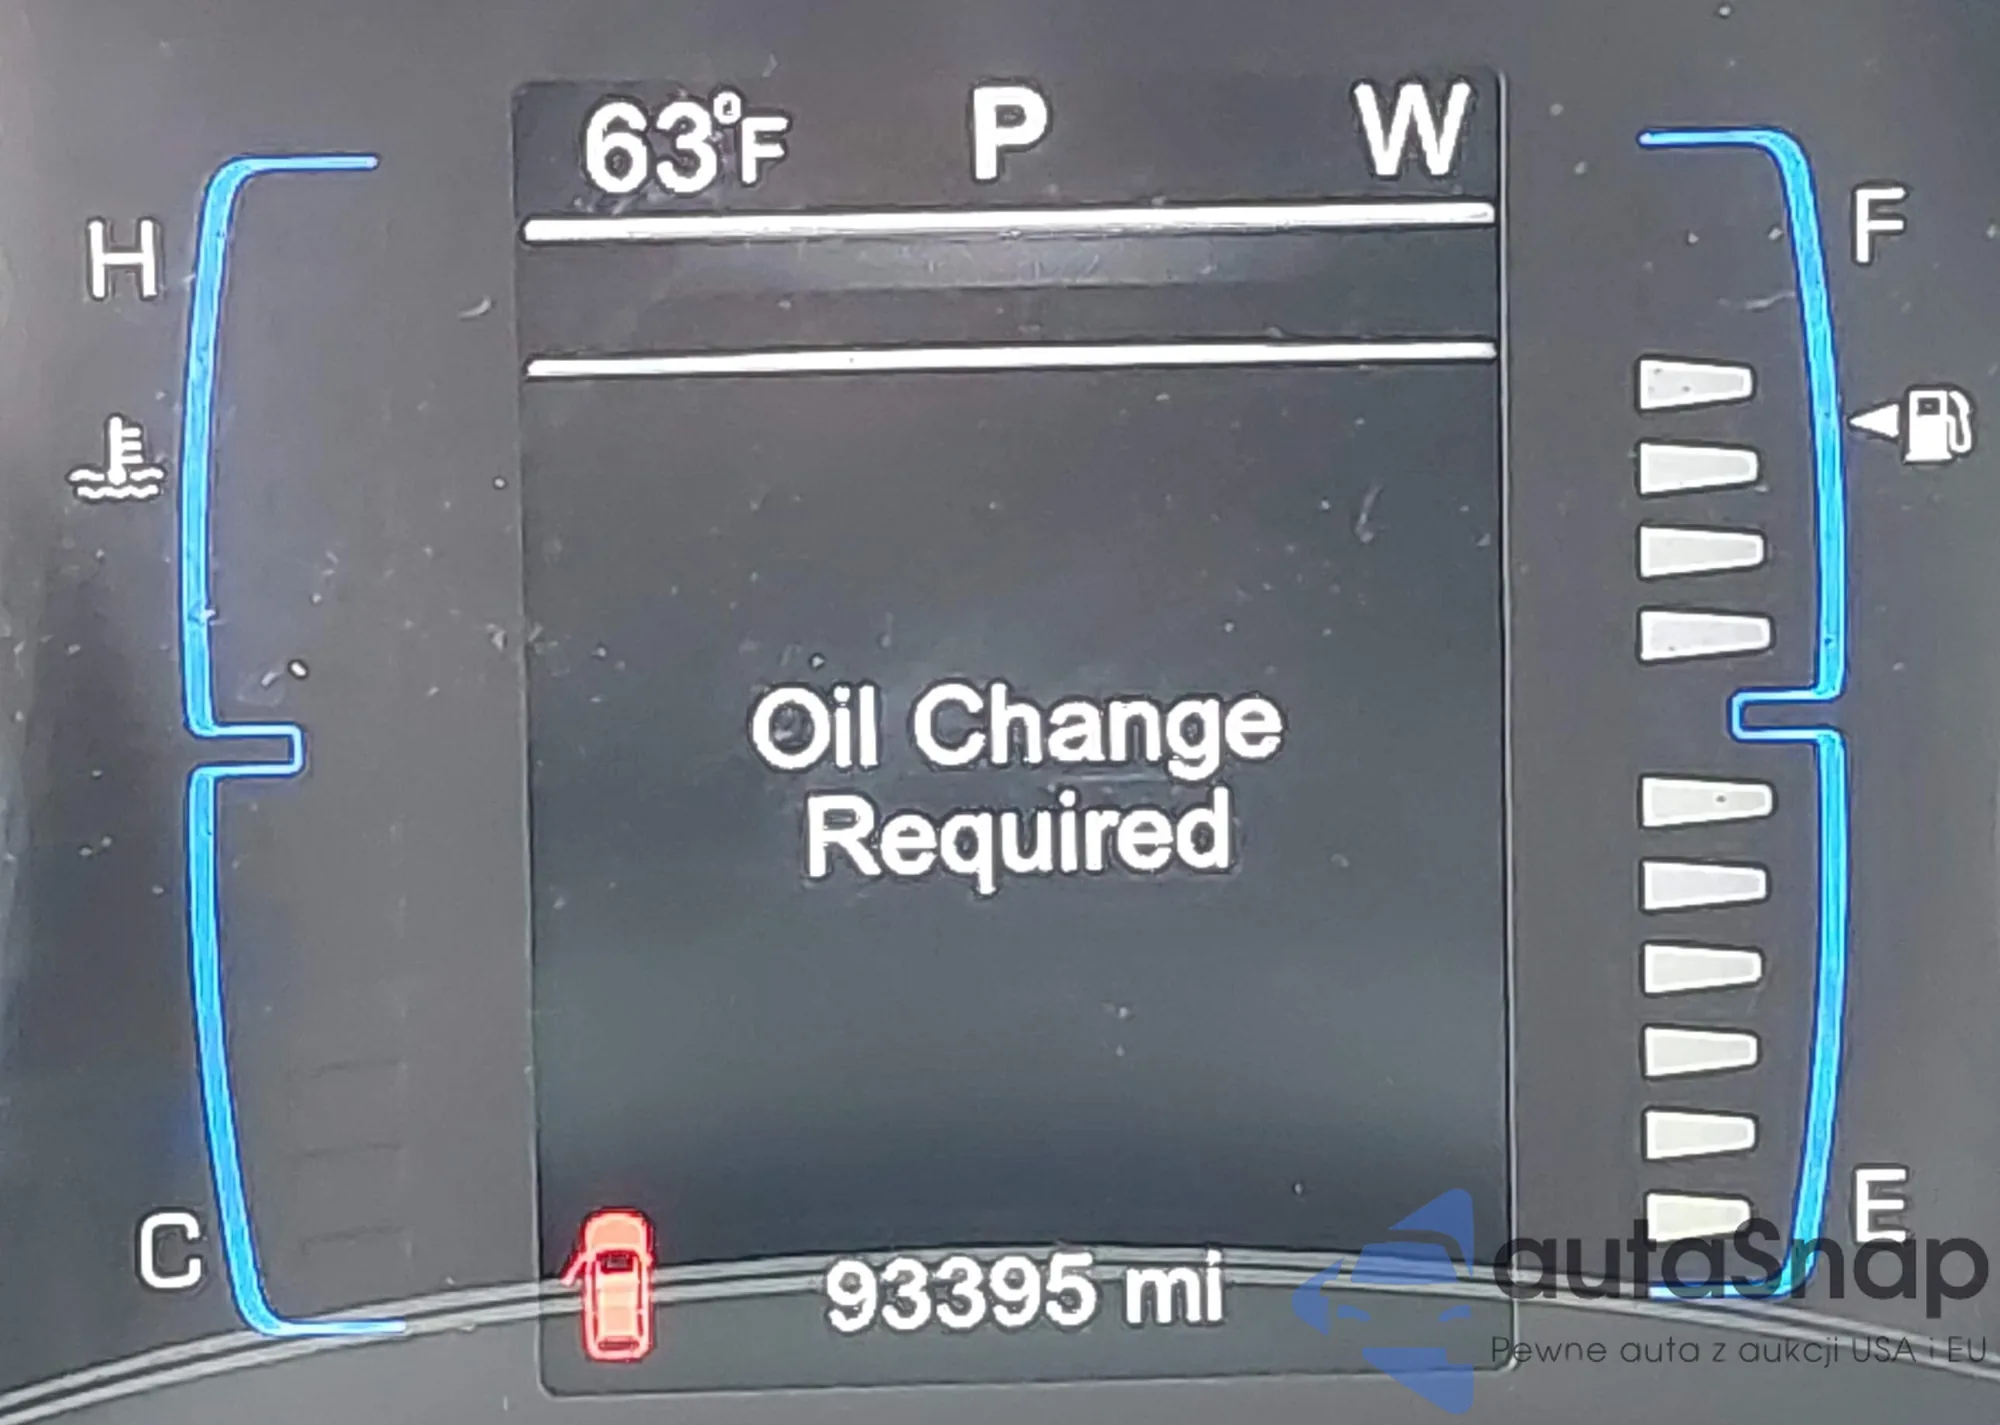 63°F P W
H
F
Oil Change
Required
C
E
93395 mi
autaSnap
Pewne auta z aukcji USA i EU